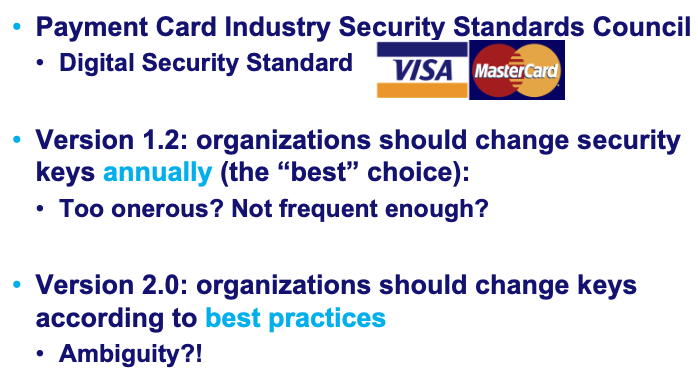 • Payment Card Industry Security Standards Council
• Digital Security Standard
VISA
MasterCard
• Version 1.2: organizations should change security
keys annually (the “best” choice):
• Too onerous? Not frequent enough?
• Version 2.0: organizations should change keys
according to best practices
• Ambiguity?!